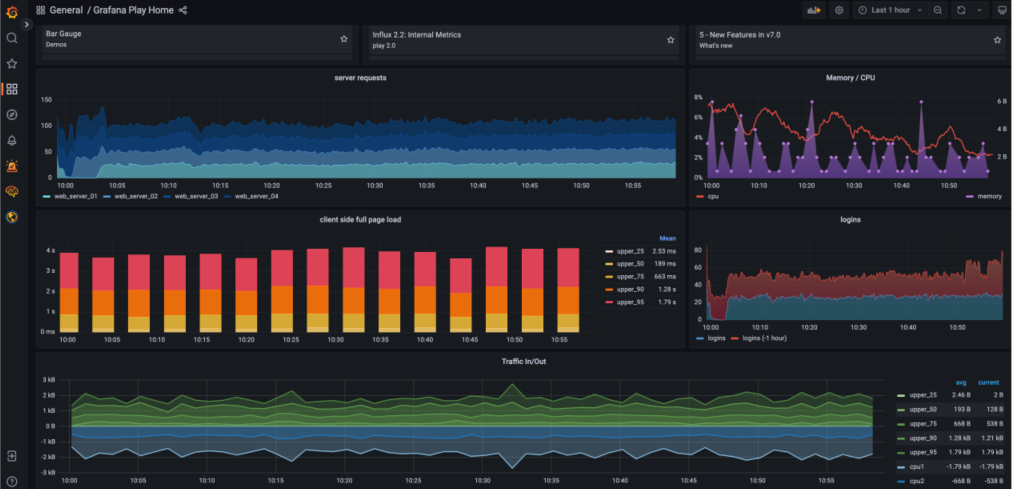 General / Grafana Play Home
Last 1 hour
Bar Gauge
Demos
Influx 2.2: Internal Metrics
play 2.0
5 - New Features in v7.0
What's new
server requests
150
100
50
0
10:00 10:05 10:10 10:15 10:20 10:25 10:30 10:35 10:40 10:45 10:50 10:55
web_server_01 web_server_02 web_server_03 web_server_04
Memory / CPU
8% 6 B
6%
4% 4 B
2% 2 B
0%
10:00 10:10 10:20 10:30 10:40 10:50
cpu memory
client side full page load
4 s
3 s
2 s
1 s
0 ms
10:00 10:05 10:10 10:15 10:20 10:25 10:30 10:35 10:40 10:45 10:50 10:55
Mean
upper_25 2.53 ms
upper_50 189 ms
upper_75 663 ms
upper_90 1.28 s
upper_95 1.79 s
logins
80
60
40
20
0
10:00 10:10 10:20 10:30 10:40 10:50
logins logins (-1 hour)
Traffic In/Out
3 kB
2 kB
1 kB
0 B
-1 kB
-2 kB
-3 kB
10:00 10:05 10:10 10:15 10:20 10:25 10:30 10:35 10:40 10:45 10:50 10:55
avg current
upper_25 2.46 B 2 B
upper_50 193 B 128 B
upper_75 668 B 538 B
upper_90 1.28 kB 1.21 kB
upper_95 1.79 kB 1.79 kB
cpu1 -1.79 kB -1.79 kB
cpu2 -668 B -538 B